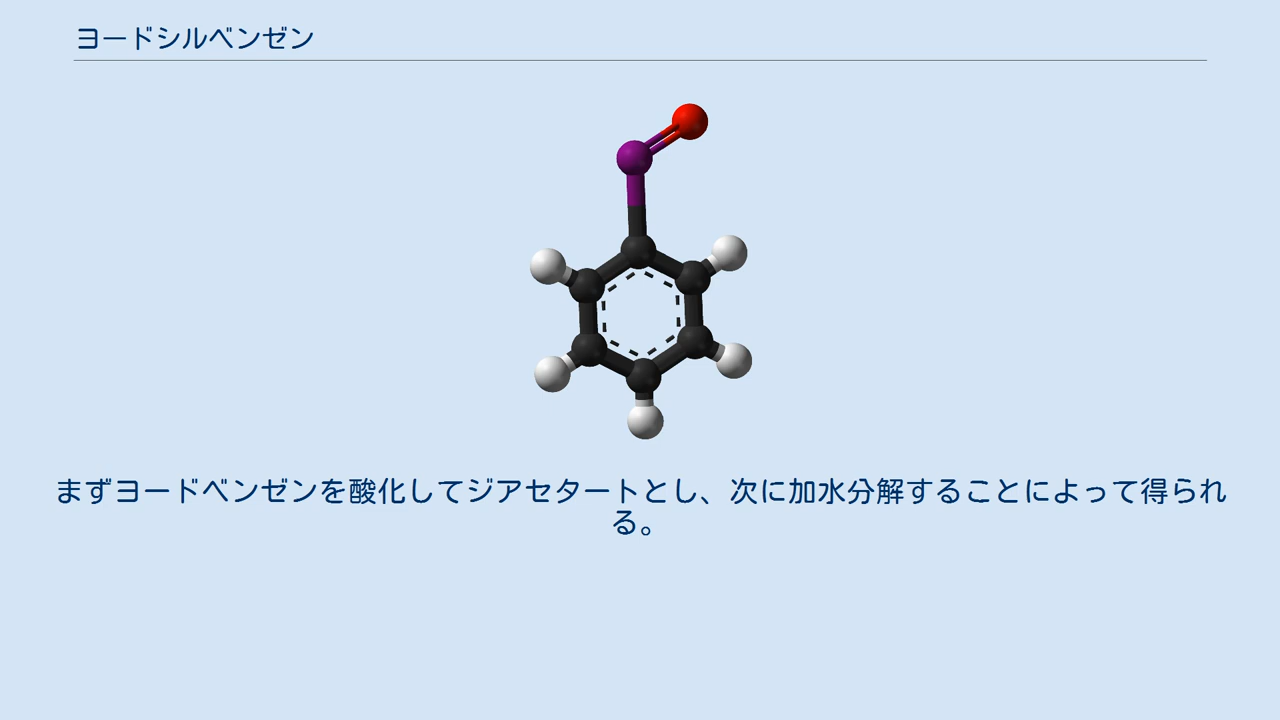 ヨードシルベンゼン
まずヨードベンゼンを酸化してジアセタートとし、次に加水分解することによって得られ
る。